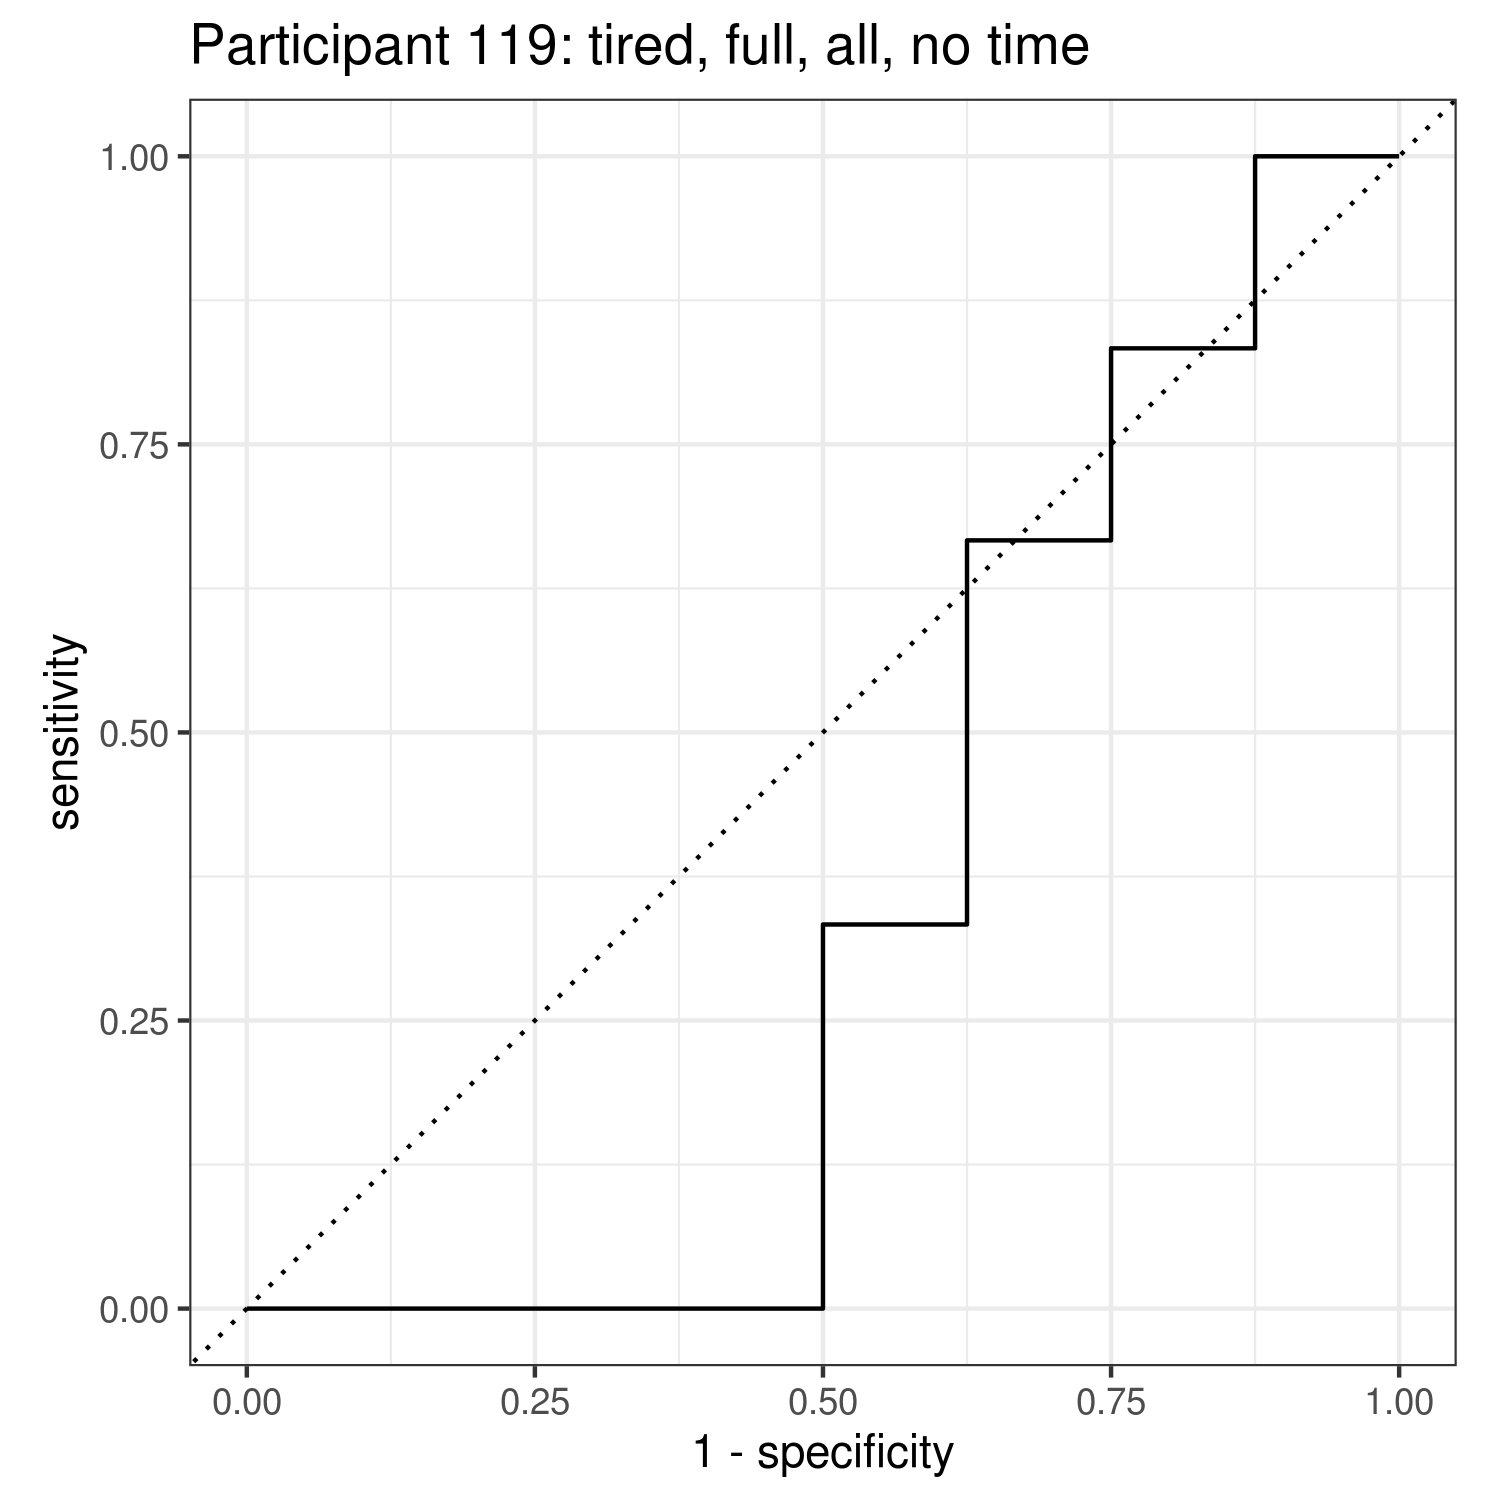 Participant 119: tired, full, all, no time
1.00
0.75
0.50
0.25
0.00
sensitivity
0.00 0.25 0.50 0.75 1.00
1 - specificity